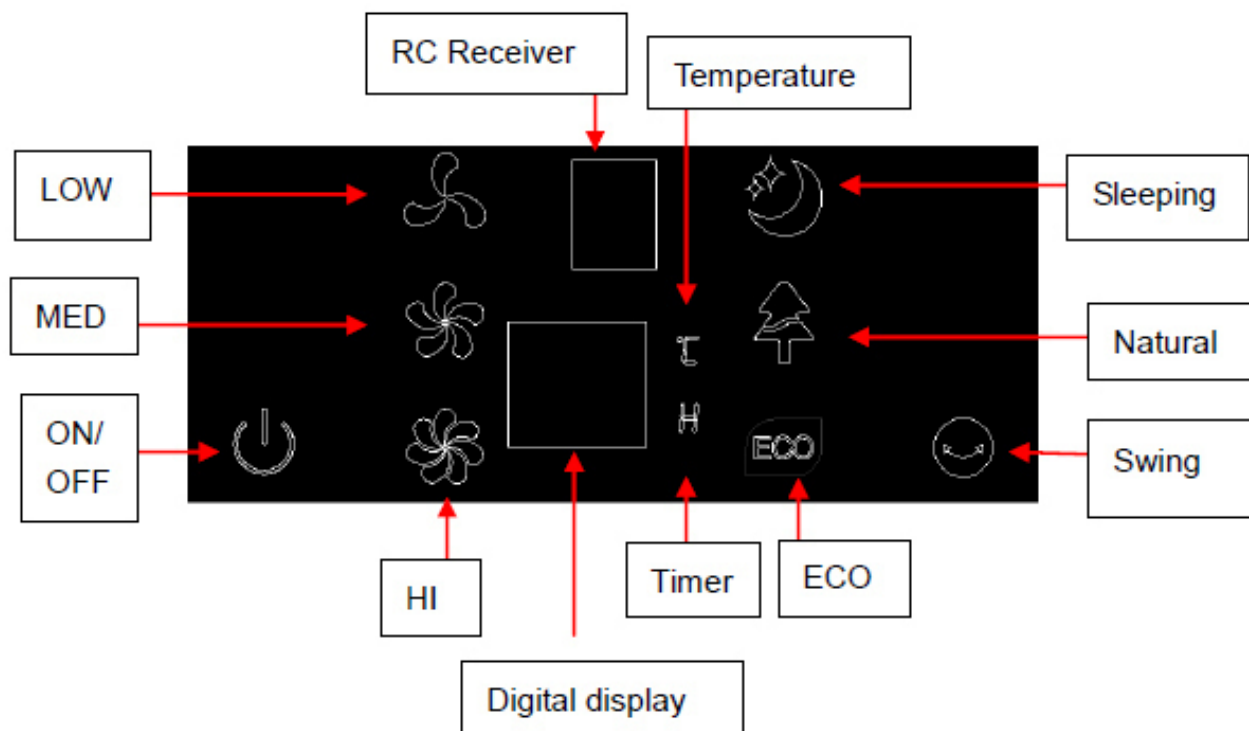 RC Receiver
Temperature
LOW
Sleeping
MED
℃
Natural
ON/
OFF
H
ECO
Swing
HI
Timer
ECO
Digital display